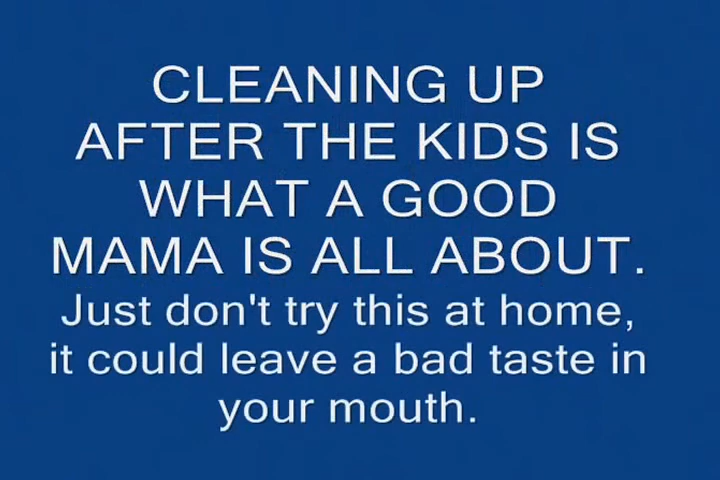 CLEANING UP
AFTER THE KIDS IS
WHAT A GOOD
MAMA IS ALL ABOUT.
Just don't try this at home,
it could leave a bad taste in
your mouth.